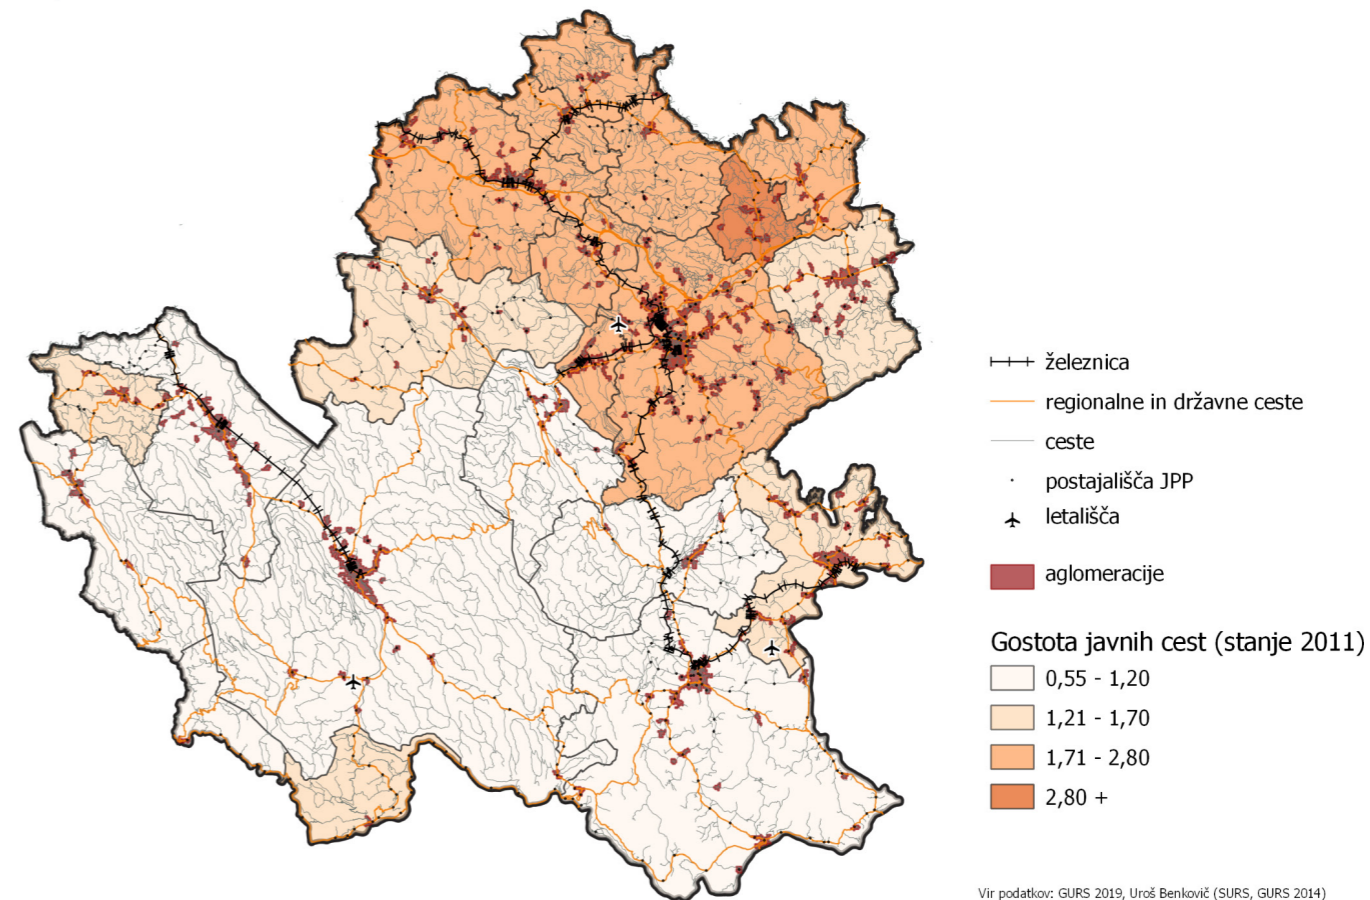 železnica
regionalne in državne ceste
ceste
postajališča JPP
letališča
aglomeracije
Gostota javnih cest (stanje 2011)
0,55 - 1,20
1,21 - 1,70
1,71 - 2,80
2,80 +
Vir podatkov: GURS 2019, Uroš Benkovič (SURS, GURS 2014)